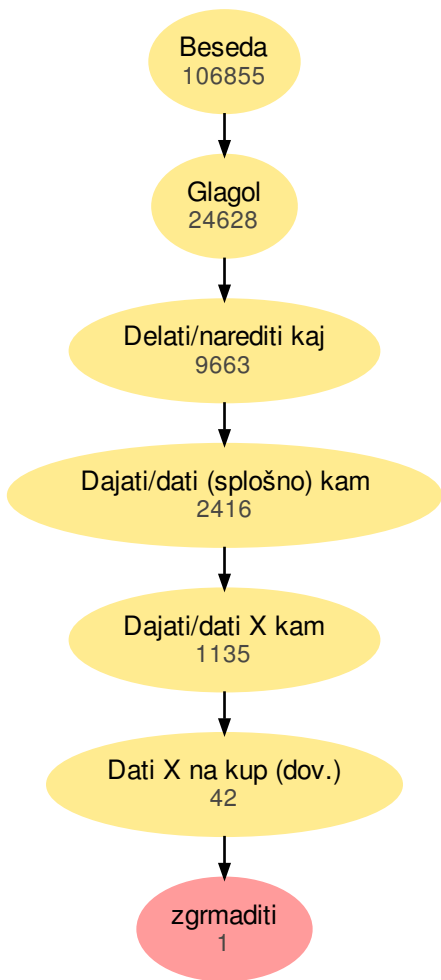 Beseda
106855
Glagol
24628
Delati/narediti kaj
9663
Dajati/dati (splošno) kam
2416
Dajati/dati X kam
1135
Dati X na kup (dov.)
42
zgrmaditi
1